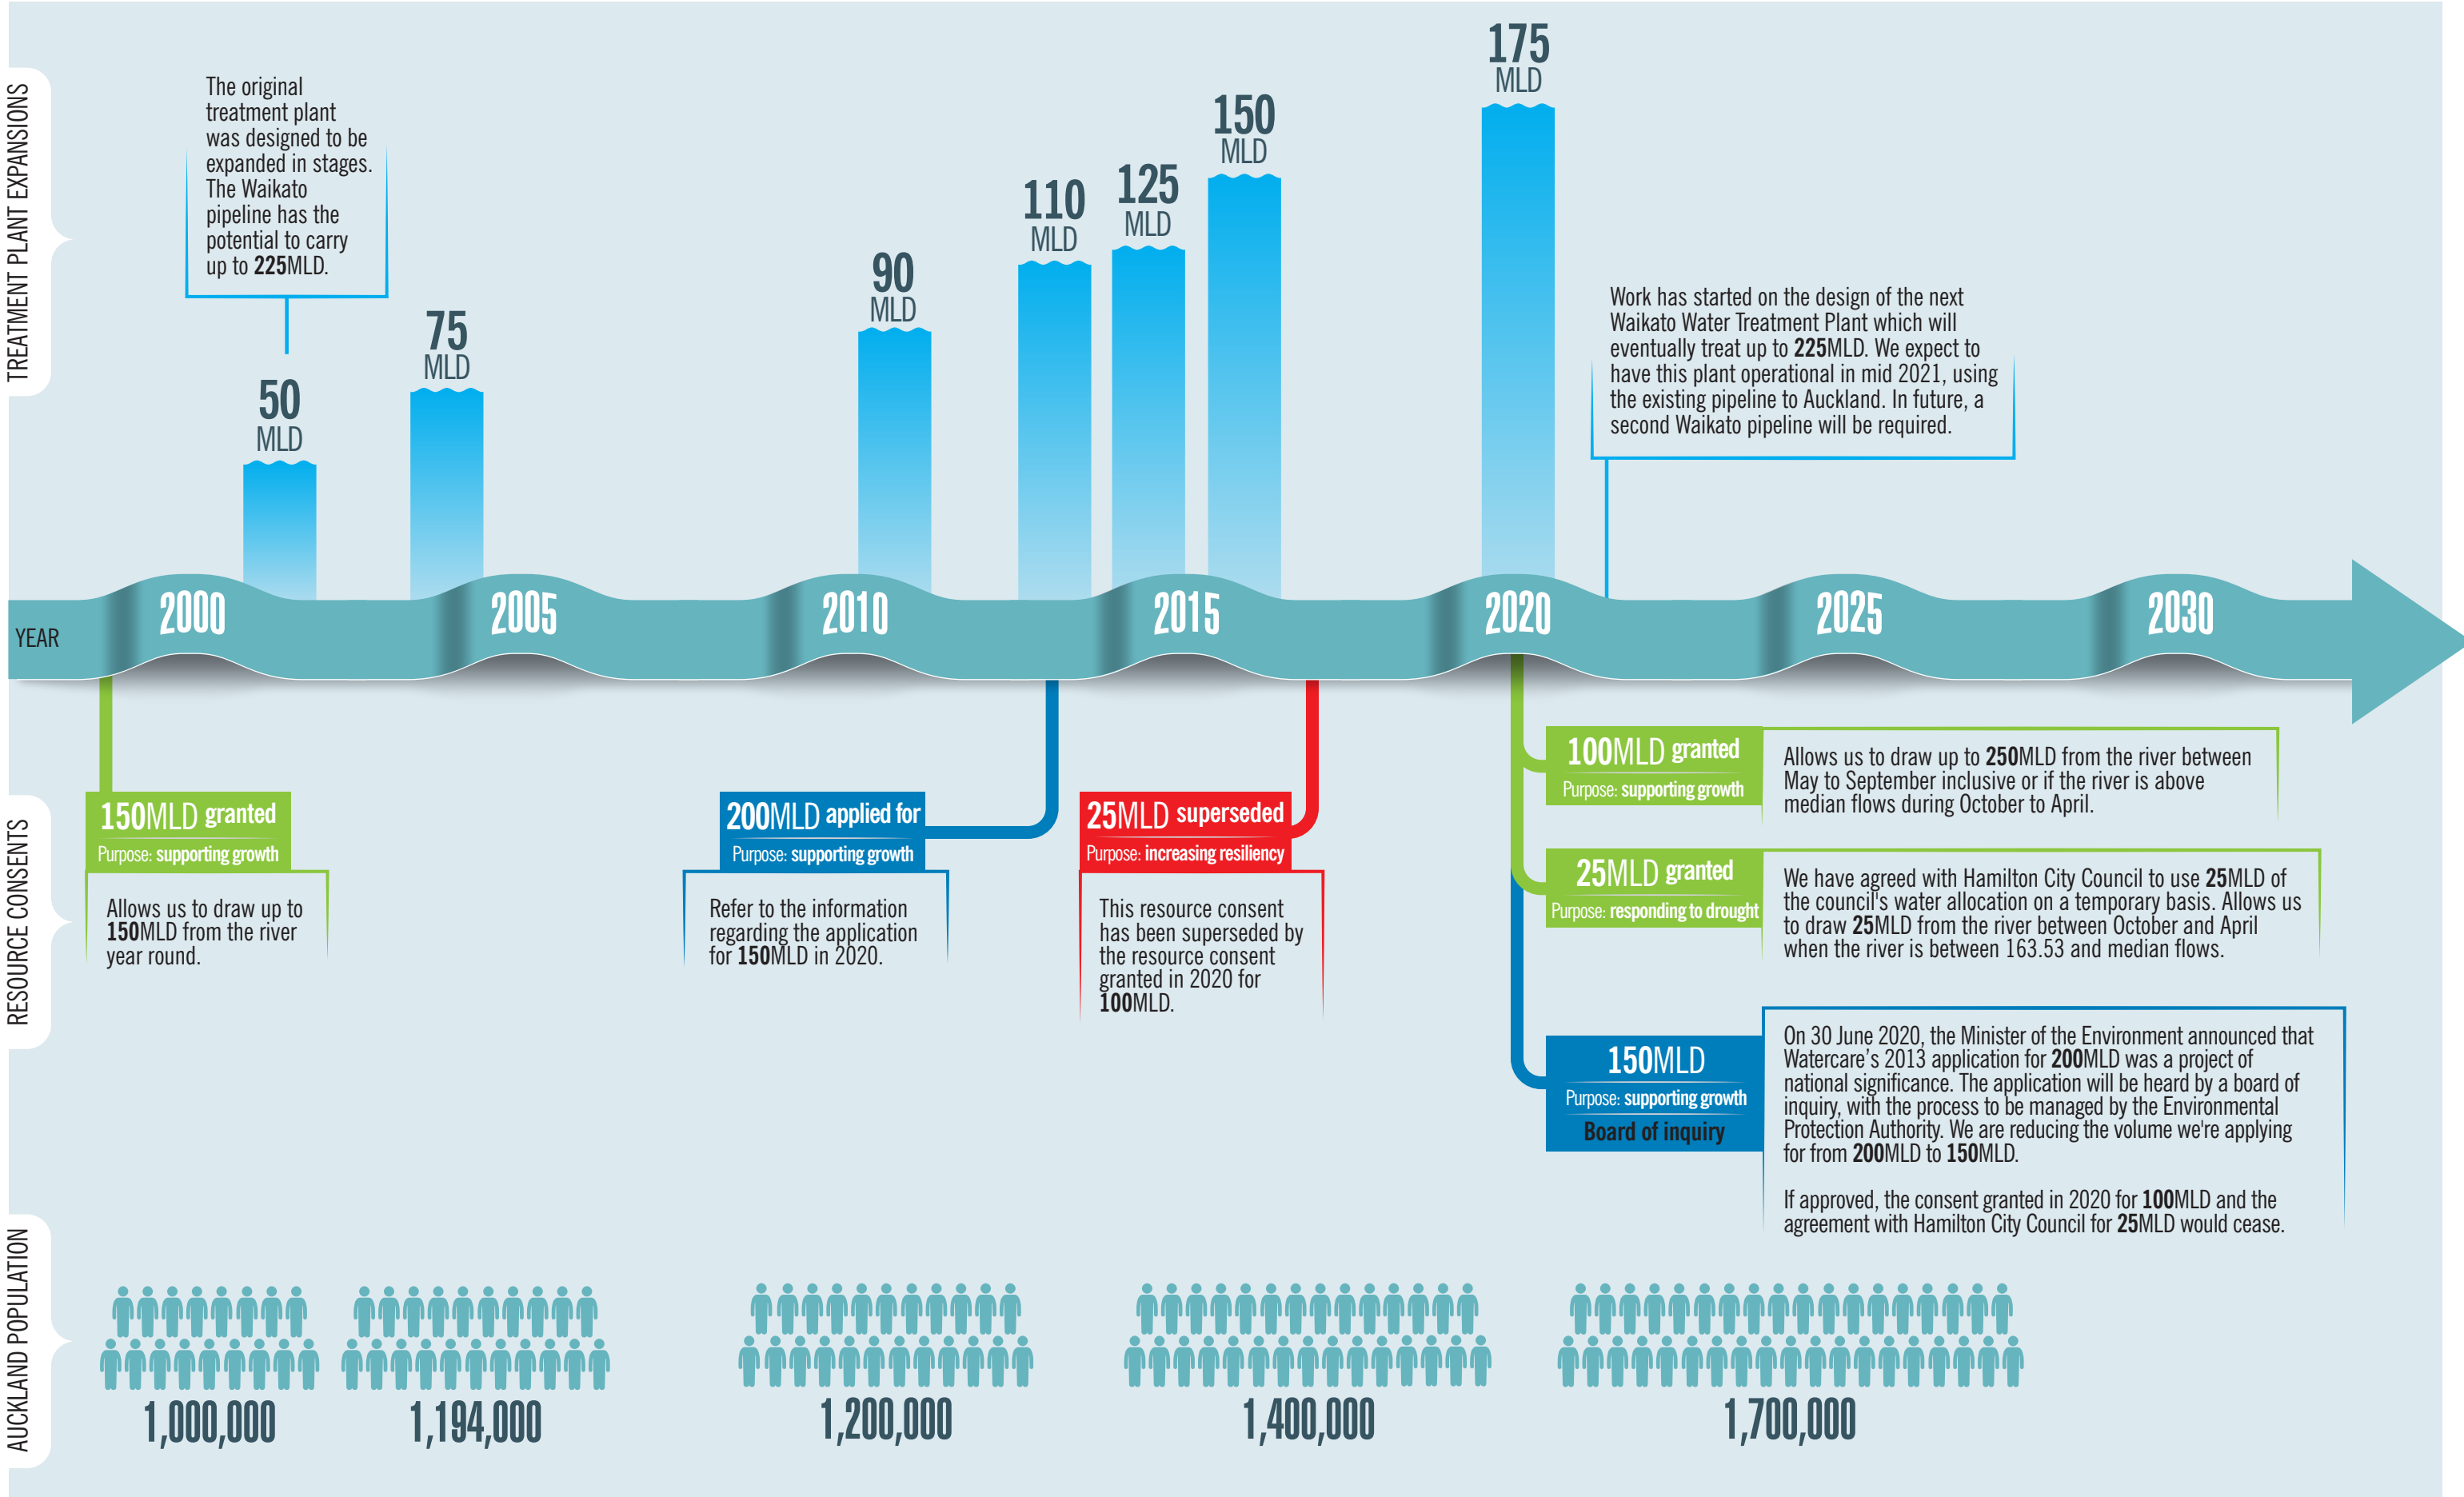 TREATMENT PLANT EXPANSIONS
The original
treatment plant
was designed to be
expanded in stages.
The Waikato
pipeline has the
potential to carry
up to 225MLD.
50
MLD
75
MLD
90
MLD
110
MLD
125
MLD
150
MLD
175
MLD
Work has started on the design of the next
Waikato Water Treatment Plant which will
eventually treat up to 225MLD. We expect to
have this plant operational in mid 2021, using
the existing pipeline to Auckland. In future, a
second Waikato pipeline will be required.
YEAR
2000
2005
2010
2015
2020
2025
2030
RESOURCE CONSENTS
150MLD granted
Purpose: supporting growth
Allows us to draw up to
150MLD from the river
year round.
200MLD applied for
Purpose: supporting growth
Refer to the information
regarding the application
for 150MLD in 2020.
25MLD superseded
Purpose: increasing resiliency
This resource consent
has been superseded by
the resource consent
granted in 2020 for
100MLD.
100MLD granted
Purpose: supporting growth
Allows us to draw up to 250MLD from the river between
May to September inclusive or if the river is above
median flows during October to April.
25MLD granted
Purpose: responding to drought
We have agreed with Hamilton City Council to use 25MLD of
the council's water allocation on a temporary basis. Allows us
to draw 25MLD from the river between October and April
when the river is between 163.53 and median flows.
150MLD
Purpose: supporting growth
Board of inquiry
On 30 June 2020, the Minister of the Environment announced that
Watercare’s 2013 application for 200MLD was a project of
national significance. The application will be heard by a board of
inquiry, with the process to be managed by the Environmental
Protection Authority. We are reducing the volume we're applying
for from 200MLD to 150MLD.
If approved, the consent granted in 2020 for 100MLD and the
agreement with Hamilton City Council for 25MLD would cease.
AUCKLAND POPULATION
1,000,000
1,194,000
1,200,000
1,400,000
1,700,000